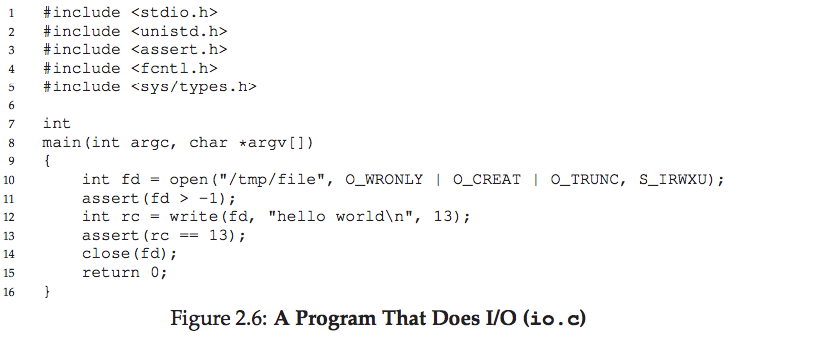 1 #include <stdio.h>
2 #include <unistd.h>
3 #include <assert.h>
4 #include <fcntl.h>
5 #include <sys/types.h>
6
7 int
8 main(int argc, char *argv[])
9 {
10     int fd = open("/tmp/file", O_WRONLY | O_CREAT | O_TRUNC, S_IRWXU);
11     assert(fd > -1);
12     int rc = write(fd, "hello world\n", 13);
13     assert(rc == 13);
14     close(fd);
15     return 0;
16 }
Figure 2.6: A Program That Does I/O (io.c)